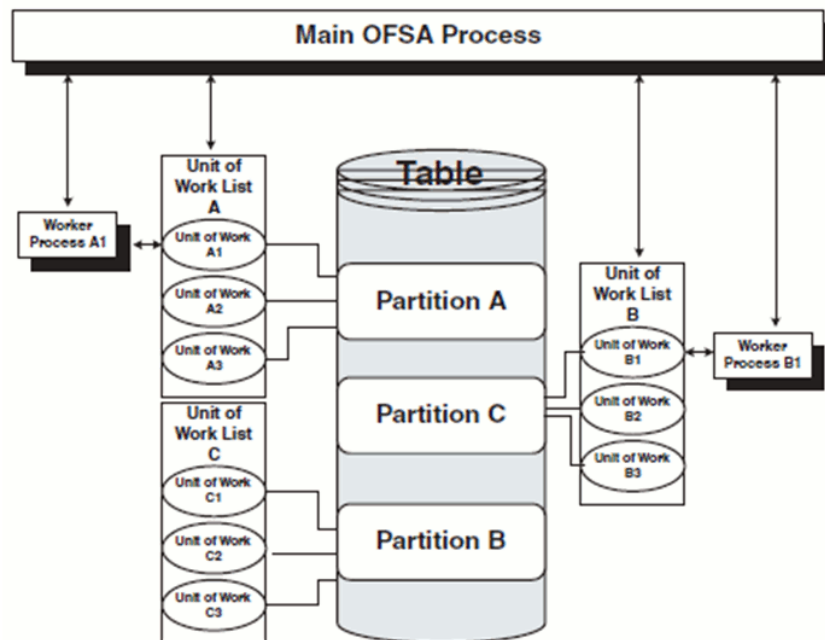 Main OFSA Process
Unit of
Work List
A
Table
Worker
Process A1
Unit of Work
A1
Unit of Work
A2
Unit of Work
A3
Partition A
Unit of
Work List
B
Unit of Work
B1
Worker
Process B1
Unit of Work
B2
Unit of Work
B3
Partition C
Unit of
Work List
C
Unit of Work
C1
Unit of Work
C2
Unit of Work
C3
Partition B